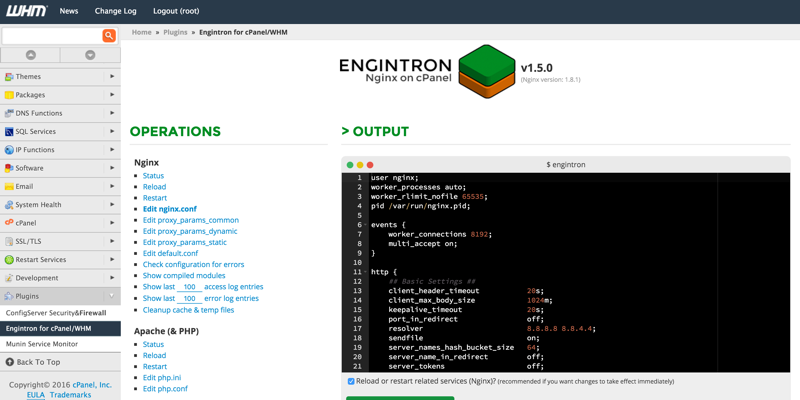 WHM
News
Change Log
Logout (root)
Home » Plugins » Engintron for cPanel/WHM
Themes
Packages
DNS Functions
SQL Services
IP Functions
Software
Email
System Health
cPanel
SSL/TLS
Restart Services
Development
Plugins
ConfigServer Security&Firewall
Engintron for cPanel/WHM
Munin Service Monitor
Back To Top
Copyright© 2016 cPanel, Inc.
EULA Trademarks
ENGINTRON
Nginx on cPanel
v1.5.0
(Nginx version: 1.8.1)
OPERATIONS
Nginx
Status
Reload
Restart
Edit nginx.conf
Edit proxy_params_common
Edit proxy_params_dynamic
Edit proxy_params_static
Edit default.conf
Check configuration for errors
Show compiled modules
Show last 100 access log entries
Show last 100 error log entries
Cleanup cache & temp files
Apache (& PHP)
Status
Reload
Restart
Edit php.ini
Edit php.conf
> OUTPUT
$ engintron
1 user nginx;
2 worker_processes auto;
3 worker_rlimit_nofile 65535;
4 pid /var/run/nginx.pid;
5
6 events {
7 worker_connections 8192;
8 multi_accept on;
9 }
10
11 http {
12 ## Basic Settings ##
13 client_header_timeout 20s;
14 client_max_body_size 1024m;
15 keepalive_timeout 20s;
16 port_in_redirect off;
17 resolver 8.8.8.8 8.8.4.4;
18 sendfile on;
19 server_names_hash_bucket_size 64;
20 server_name_in_redirect off;
21 server_tokens off;
Reload or restart related services (Nginx)? (recommended if you want changes to take effect immediately)